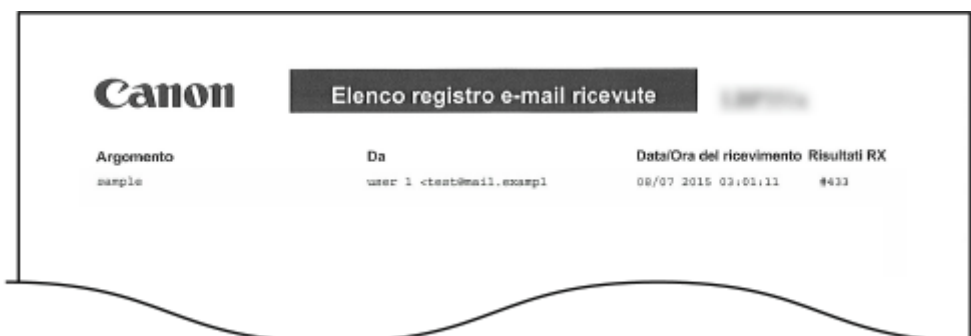 Canon Elenco registro e-mail ricevute
Argomento Da Data/Ora del ricevimento Risultati RX
sample user 1 <test@mail.exampl 08/07 2015 03:01:11 #433